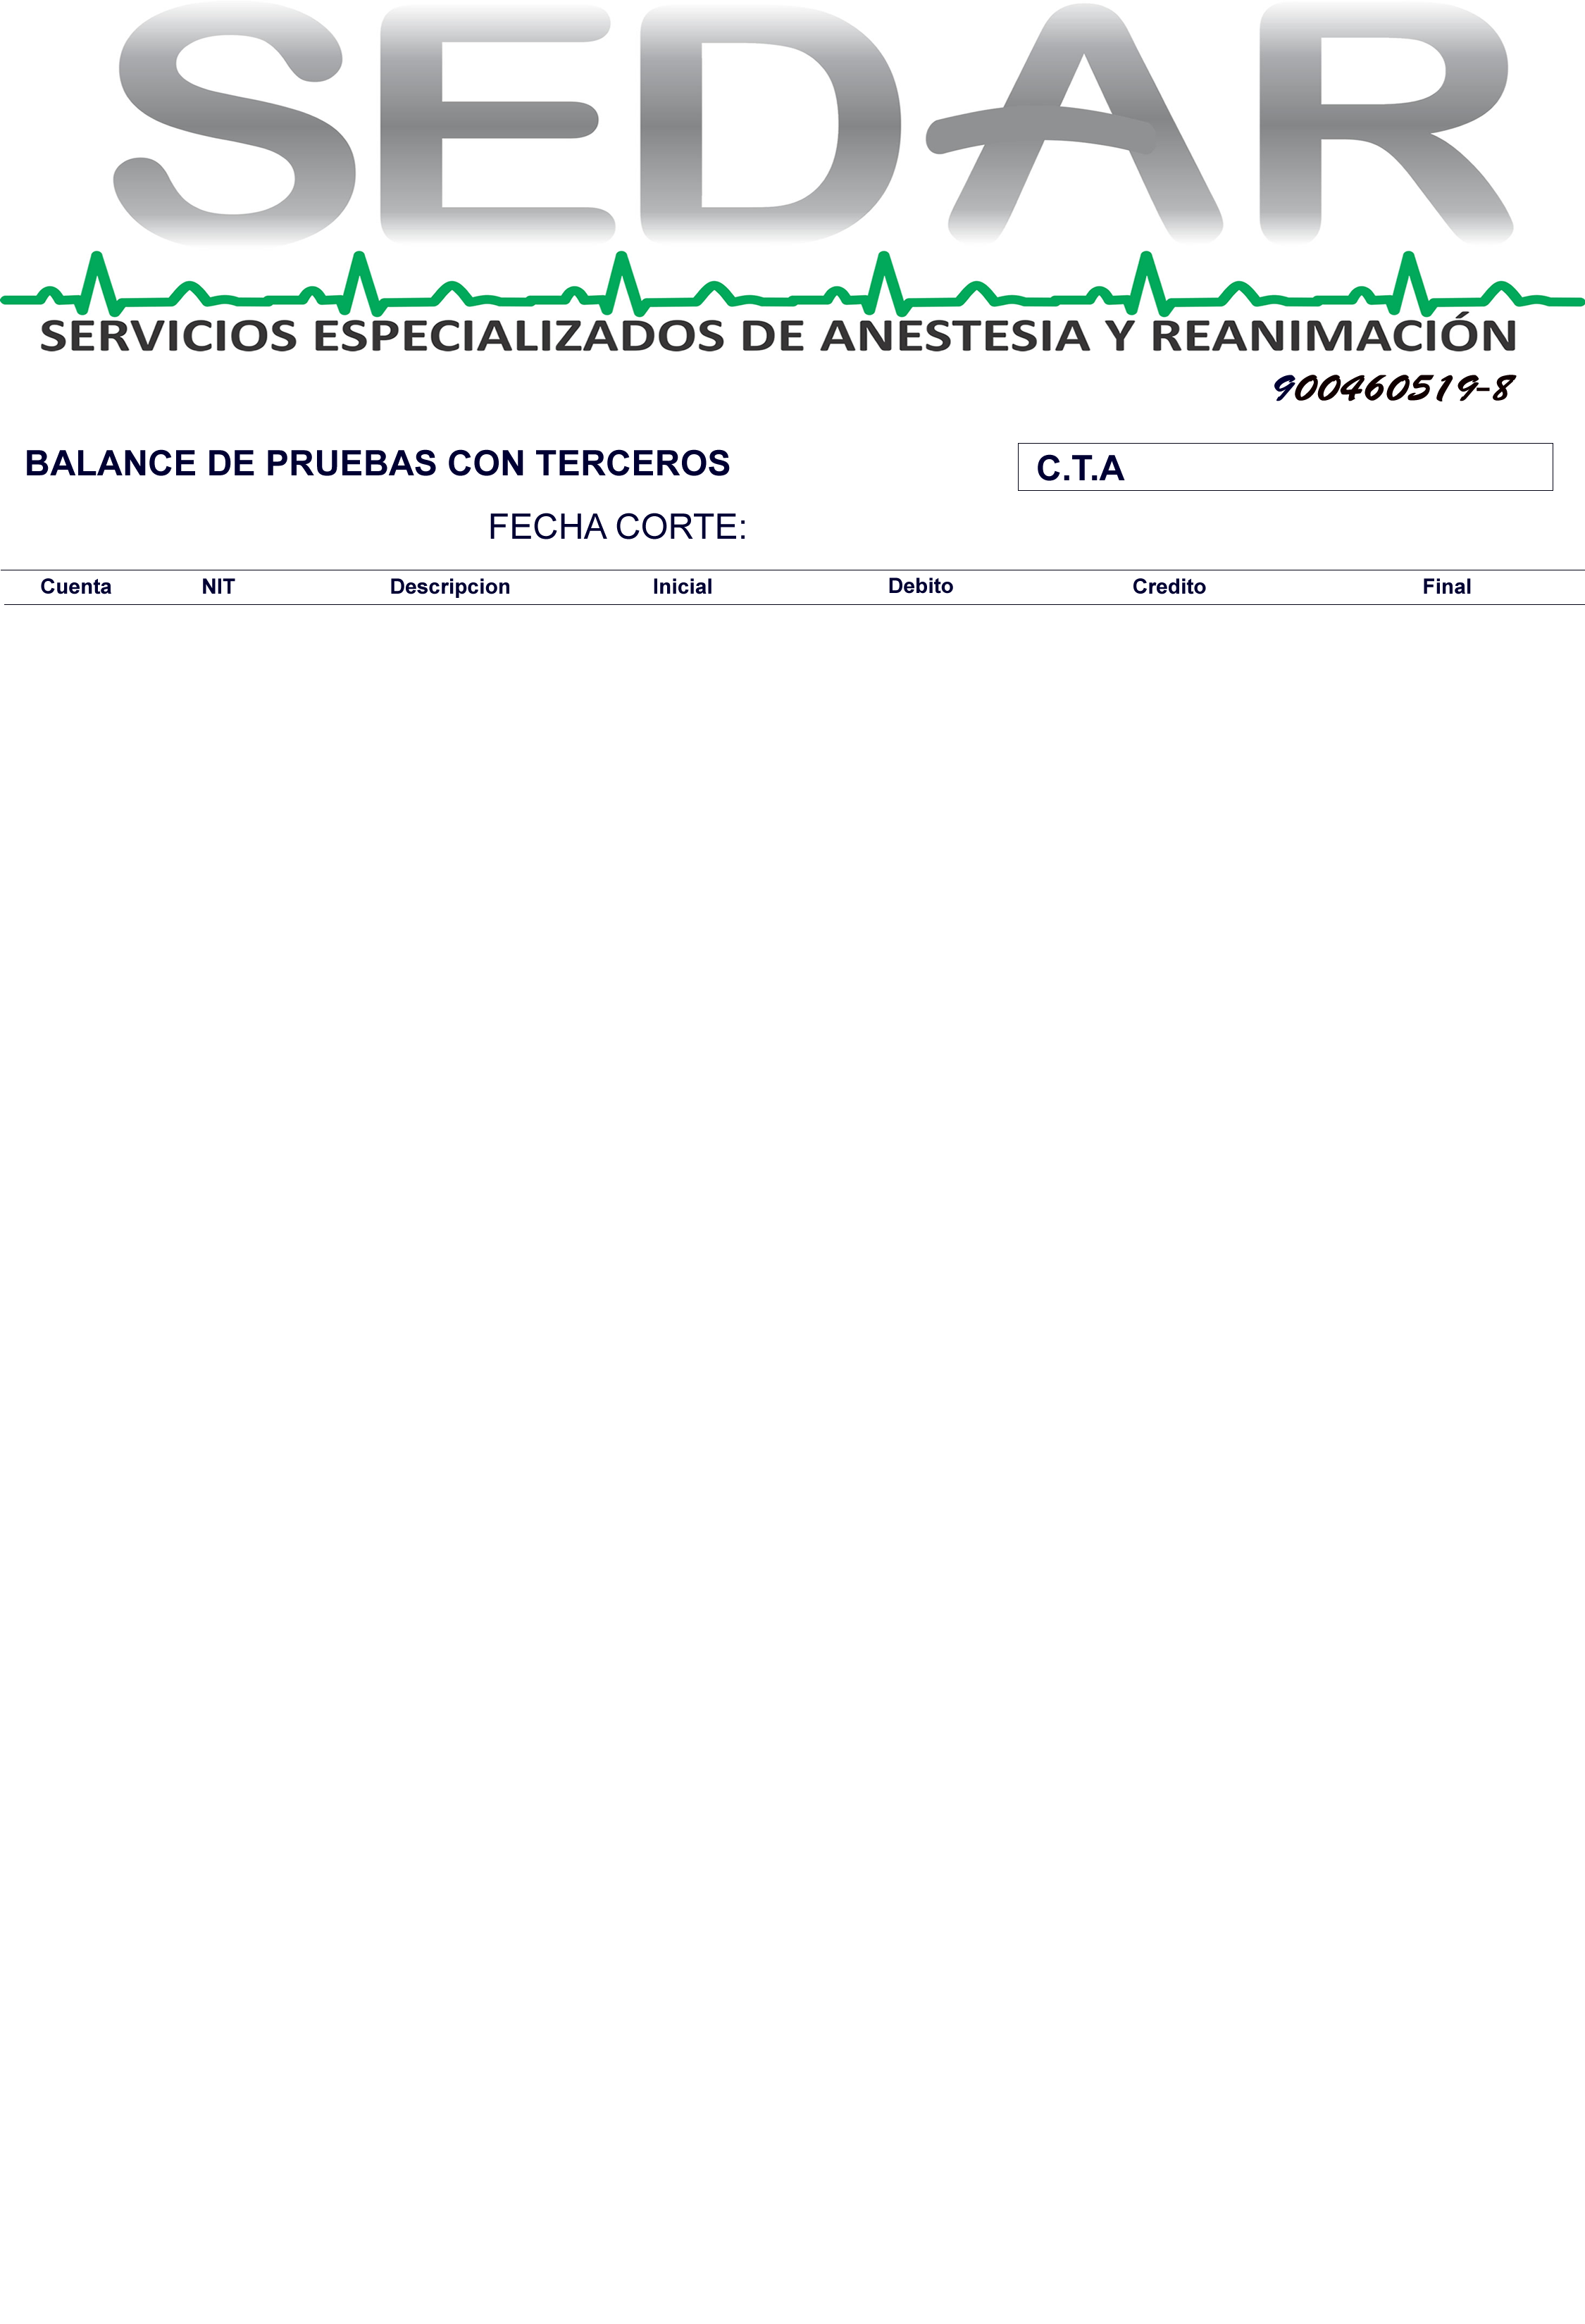 SEDAR
SERVICIOS ESPECIALIZADOS DE ANESTESIA Y REANIMACIÓN
900460519-8
BALANCE DE PRUEBAS CON TERCEROS
C.T.A
FECHA CORTE:
Cuenta NIT Descripcion Inicial Debito Credito Final